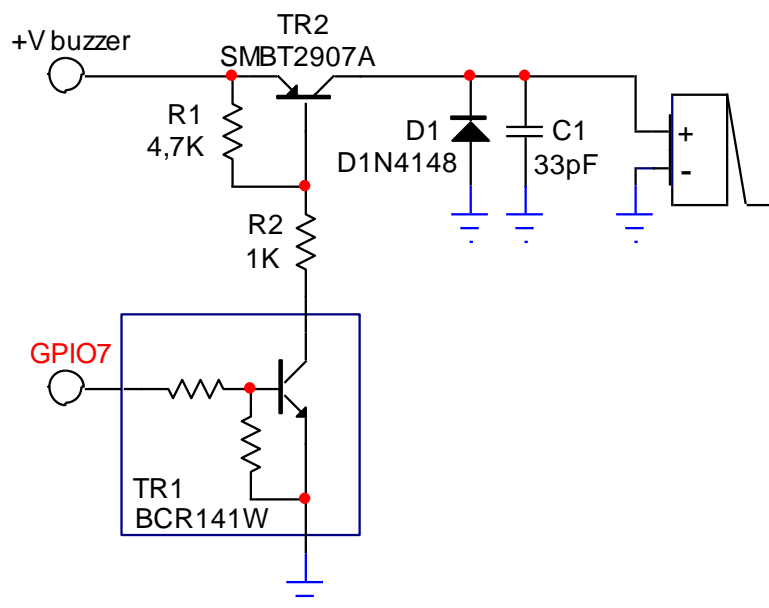 +V buzzer
TR2
SMBT2907A
R1
4,7K
D1
D1N4148
C1
33pF
+
-
R2
1K
GPIO7
TR1
BCR141W